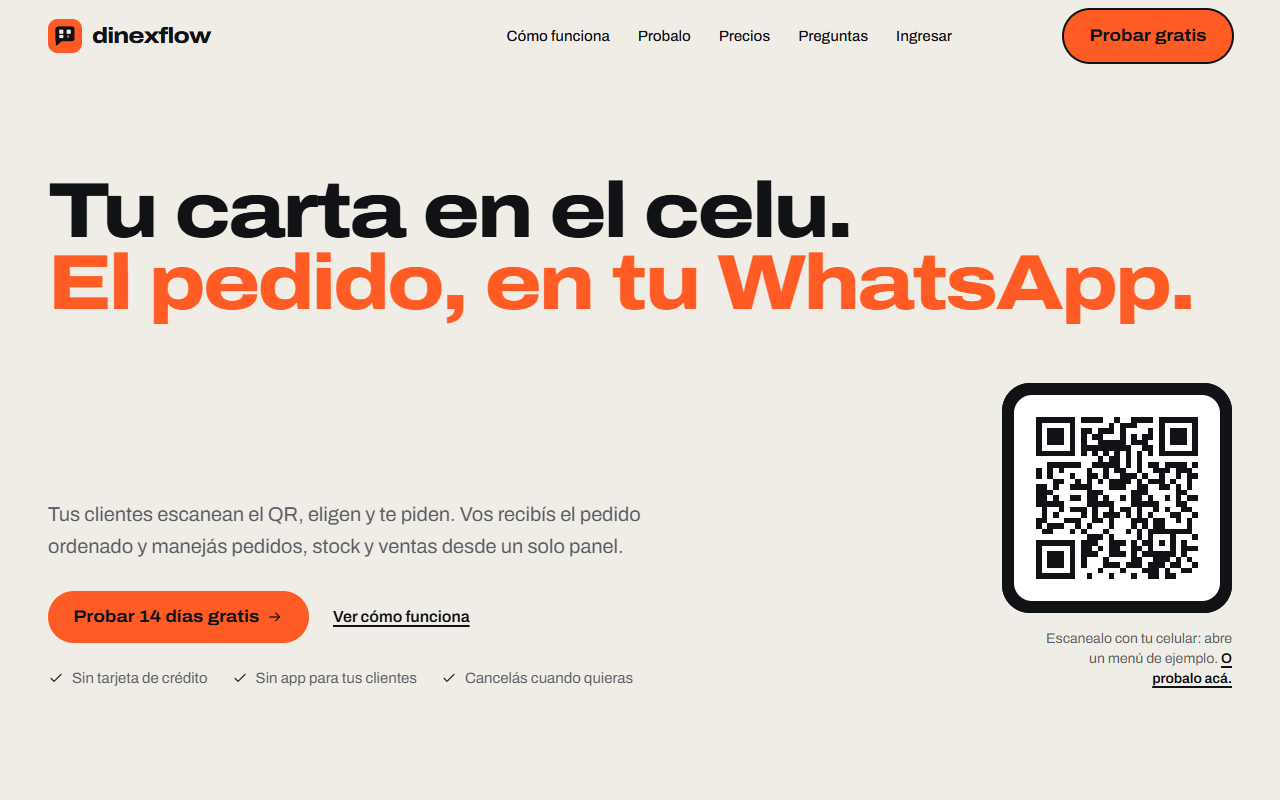 dinexflow
Cómo funciona
Probalo
Precios
Preguntas
Ingresar
Probar gratis
Tu carta en el celu.
El pedido, en tu WhatsApp.
Tus clientes escanean el QR, eligen y te piden. Vos recibís el pedido
ordenado y manejás pedidos, stock y ventas desde un solo panel.
Probar 14 días gratis →
Ver cómo funciona
Sin tarjeta de crédito
Sin app para tus clientes
Cancelás cuando quieras
Escanealo con tu celular: abre
un menú de ejemplo. O
probalo acá.